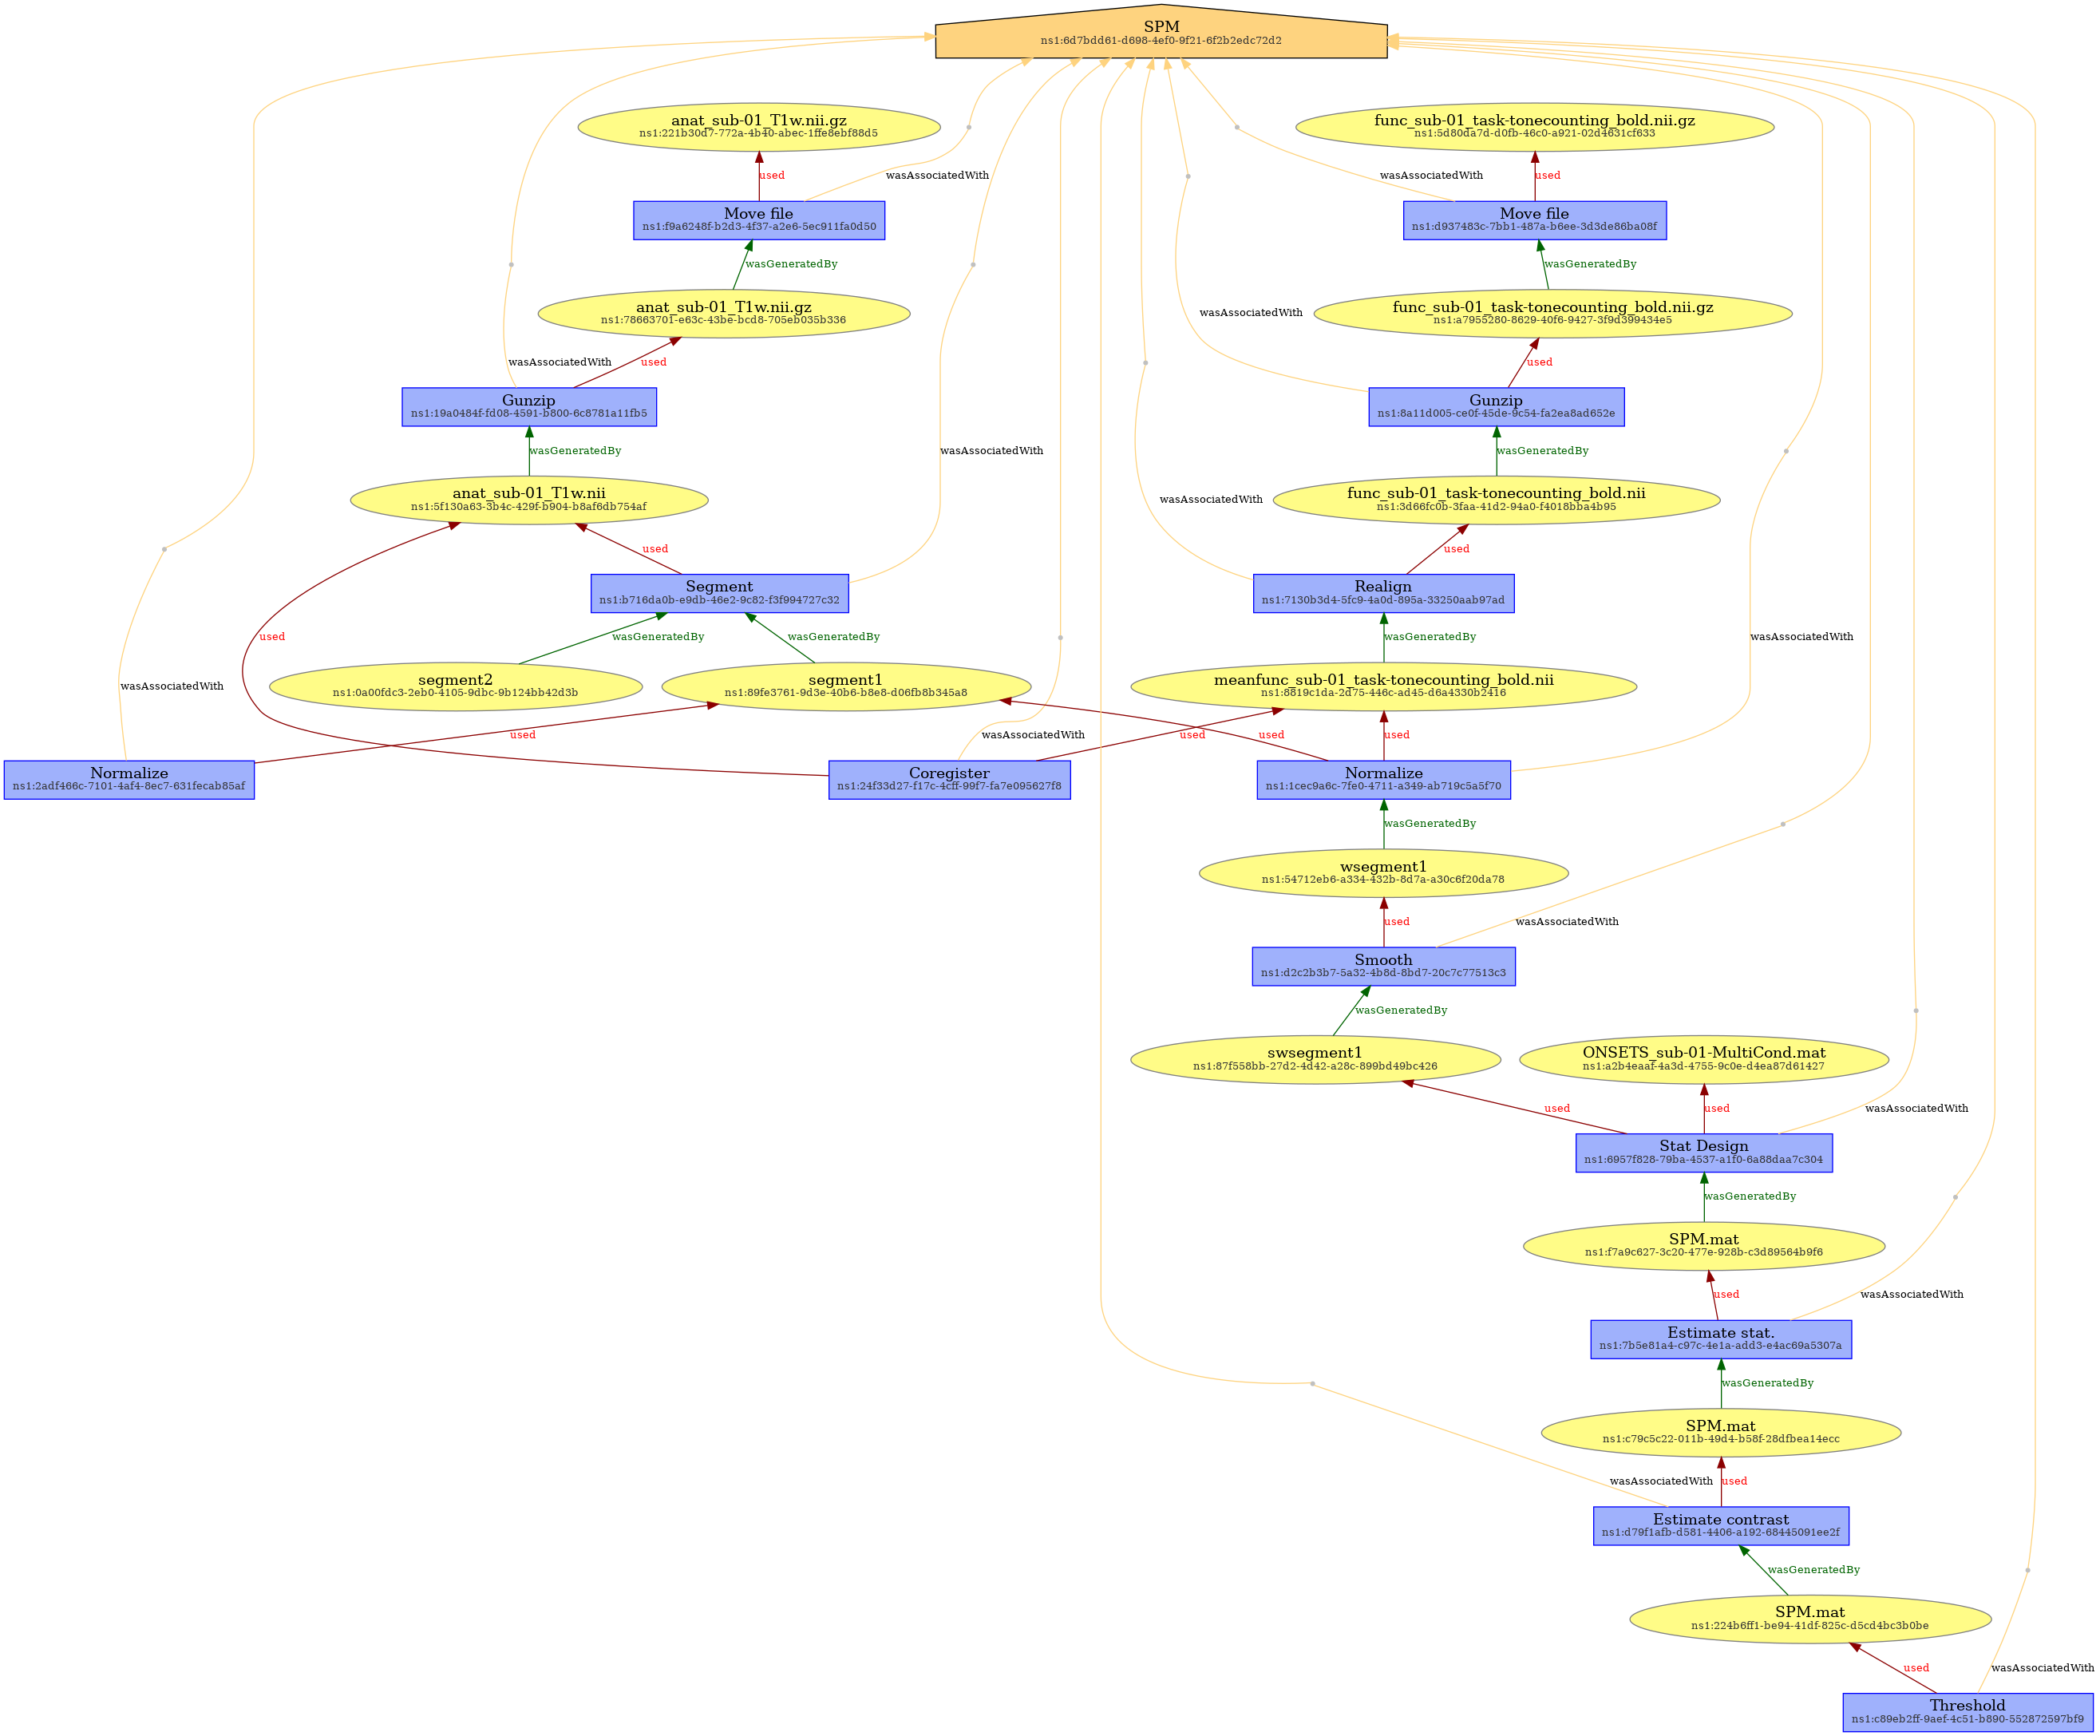 SPM
ns1:6d7bdd61-d698-4ef0-9f21-6f2b2edc72d2
anat_sub-01_T1w.nii.gz
ns1:221b30d7-772a-4b40-abec-1ffe8ebf88d5
func_sub-01_task-tonecounting_bold.nii.gz
ns1:5d80da7d-d0fb-46c0-a921-02d4631cf633
used
wasAssociatedWith
wasAssociatedWith
used
Move file
ns1:f9a6248f-b2d3-4f37-a2e6-5ec911fa0d50
Move file
ns1:d937483c-7bb1-487a-b6ee-3d3de86ba08f
wasGeneratedBy
wasGeneratedBy
anat_sub-01_T1w.nii.gz
ns1:78663701-e63c-43be-bcd8-705eb035b336
wasAssociatedWith
func_sub-01_task-tonecounting_bold.nii.gz
ns1:a7955280-8629-40f6-9427-3f9d399434e5
wasAssociatedWith
used
used
Gunzip
ns1:19a0484f-fd08-4591-b800-6c8781a11fb5
Gunzip
ns1:8a11d005-ce0f-45de-9c54-fa2ea8ad652e
wasGeneratedBy
wasAssociatedWith
wasGeneratedBy
anat_sub-01_T1w.nii
ns1:5f130a63-3b4c-429f-b904-b8af6db754af
wasAssociatedWith
func_sub-01_task-tonecounting_bold.nii
ns1:3d66fc0b-3faa-41d2-94a0-f4018bba4b95
used
used
Segment
ns1:b716da0b-e9db-46e2-9c82-f3f994727c32
Realign
ns1:7130b3d4-5fc9-4a0d-895a-33250aab97ad
used
wasGeneratedBy
wasGeneratedBy
wasGeneratedBy
wasAssociatedWith
wasAssociatedWith
segment2
ns1:0a00fdc3-2eb0-4105-9dbc-9b124bb42d3b
segment1
ns1:89fe3761-9d3e-40b6-b8e8-d06fb8b345a8
meanfunc_sub-01_task-tonecounting_bold.nii
ns1:8819c1da-2d75-446c-ad45-d6a4330b2416
used
wasAssociatedWith
used
used
used
Normalize
ns1:2adf466c-7101-4af4-8ec7-631fecab85af
Coregister
ns1:24f33d27-f17c-4cff-99f7-fa7e095627f8
Normalize
ns1:1cec9a6c-7fe0-4711-a349-ab719c5a5f70
wasGeneratedBy
wsegment1
ns1:54712eb6-a334-432b-8d7a-a30c6f20da78
used
wasAssociatedWith
Smooth
ns1:d2c2b3b7-5a32-4b8d-8bd7-20c7c77513c3
wasGeneratedBy
swsegment1
ns1:87f558bb-27d2-4d42-a28c-899bd49bc426
ONSETS_sub-01-MultiCond.mat
ns1:a2b4eaaf-4a3d-4755-9c0e-d4ea87d61427
used
used
wasAssociatedWith
Stat Design
ns1:6957f828-79ba-4537-a1f0-6a88daa7c304
wasGeneratedBy
SPM.mat
ns1:f7a9c627-3c20-477e-928b-c3d89564b9f6
used
wasAssociatedWith
Estimate stat.
ns1:7b5e81a4-c97c-4e1a-add3-e4ac69a5307a
wasGeneratedBy
SPM.mat
ns1:c79c5c22-011b-49d4-b58f-28dfbea14ecc
wasAssociatedWith
used
Estimate contrast
ns1:d79f1afb-d581-4406-a192-68445091ee2f
wasGeneratedBy
SPM.mat
ns1:224b6ff1-be94-41df-825c-d5cd4bc3b0be
used
wasAssociatedWith
Threshold
ns1:c89eb2ff-9aef-4c51-b890-552872597bf9